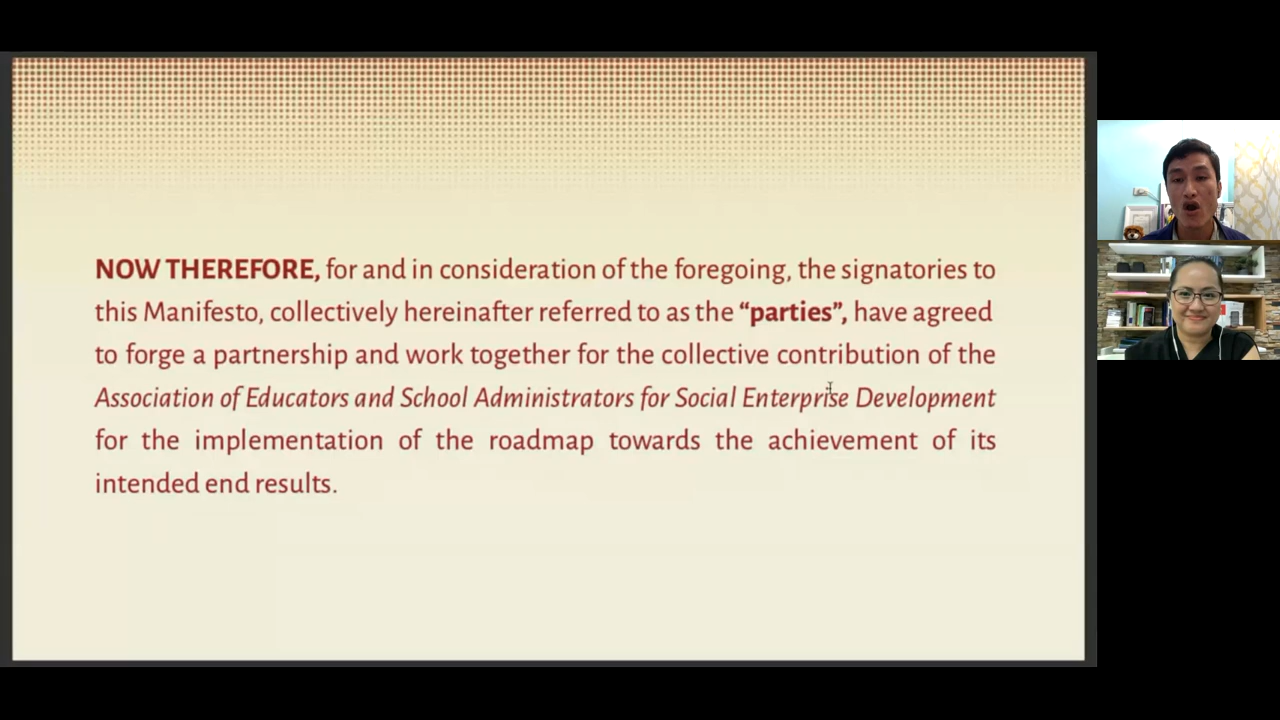 NOW THEREFORE, for and in consideration of the foregoing, the signatories to
this Manifesto, collectively hereinafter referred to as the “parties”, have agreed
to forge a partnership and work together for the collective contribution of the
Association of Educators and School Administrators for Social Enterprise Development
for the implementation of the roadmap towards the achievement of its
intended end results.